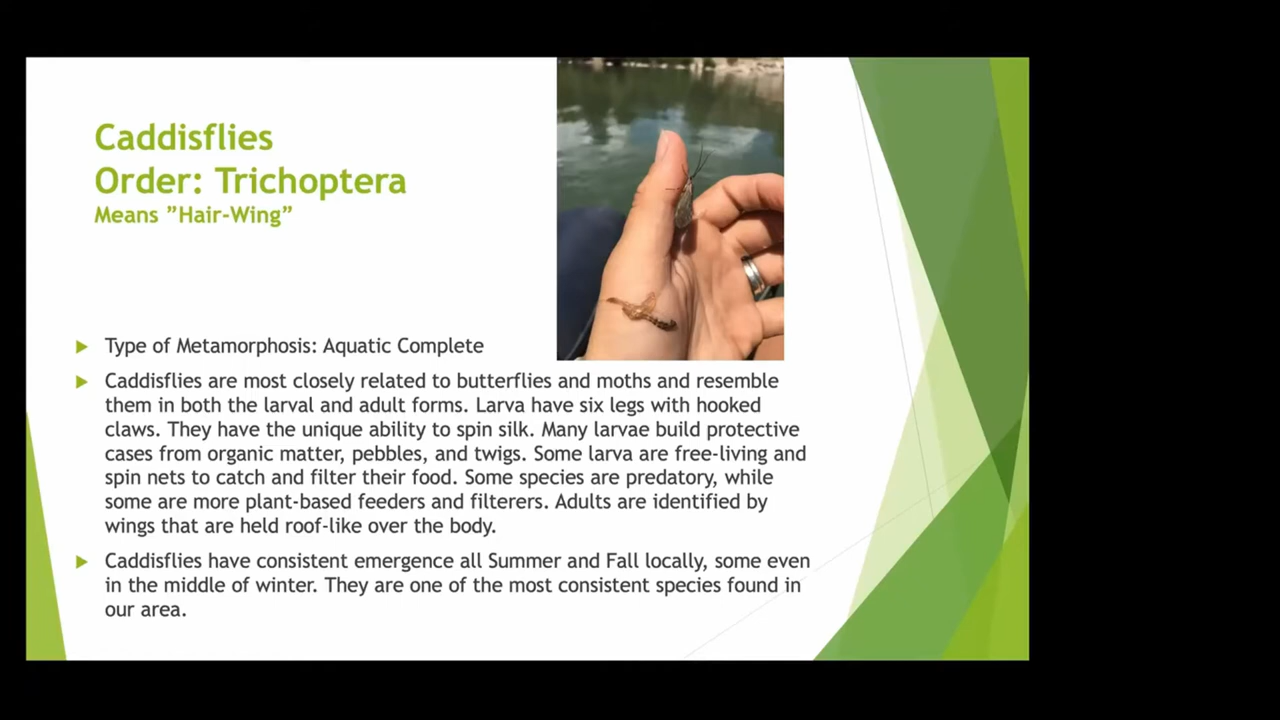 Caddisflies
Order: Trichoptera
Means ”Hair-Wing”
Type of Metamorphosis: Aquatic Complete
Caddisflies are most closely related to butterflies and moths and resemble
them in both the larval and adult forms. Larva have six legs with hooked
claws. They have the unique ability to spin silk. Many larvae build protective
cases from organic matter, pebbles, and twigs. Some larva are free-living and
spin nets to catch and filter their food. Some species are predatory, while
some are more plant-based feeders and filterers. Adults are identified by
wings that are held roof-like over the body.
Caddisflies have consistent emergence all Summer and Fall locally, some even
in the middle of winter. They are one of the most consistent species found in
our area.